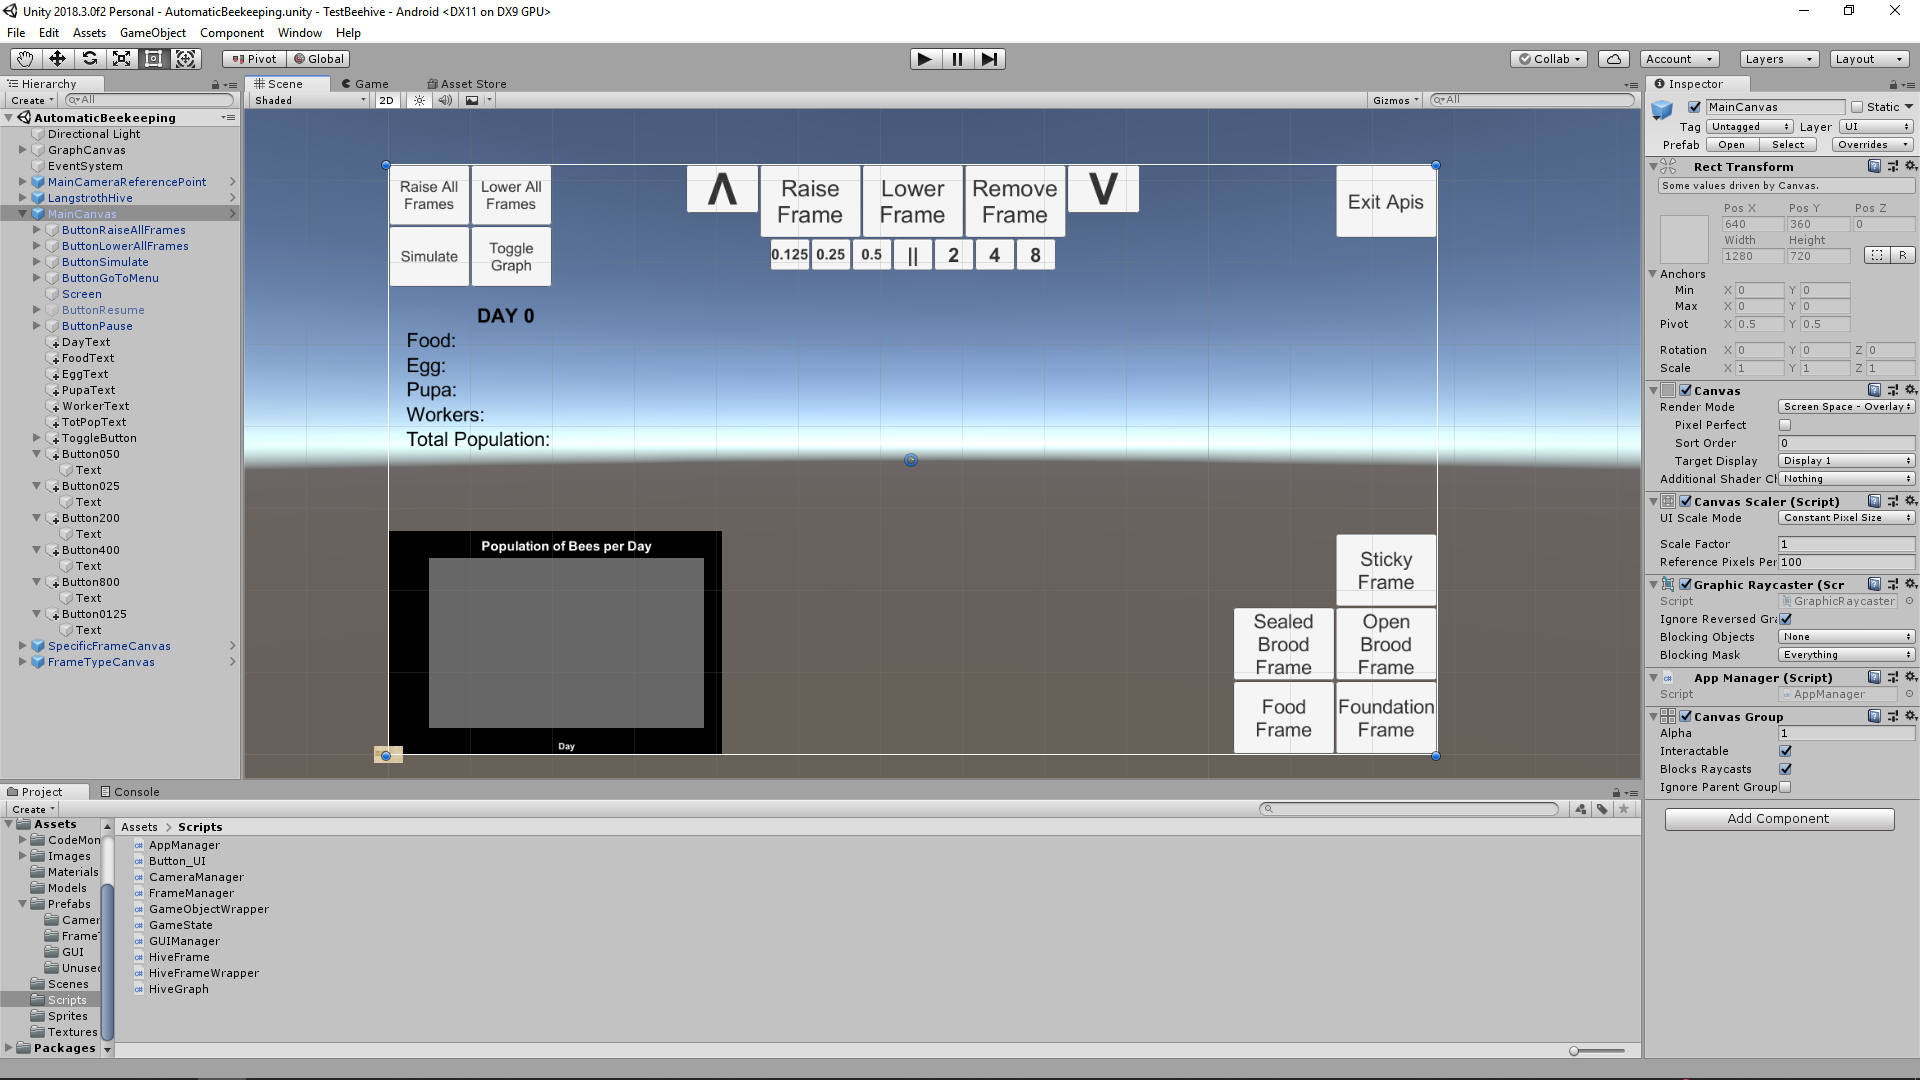 Unity 2018.3.0f2 Personal - AutomaticBeekeeping.unity - TestBeehive - Android <DX11 on DX9 GPU>
File Edit Assets GameObject Component Window Help
Pivot Global Collab Account Layers Layout
Hierarchy
Create All
AutomaticBeekeeping
Directional Light
GraphCanvas
EventSystem
MainCameraReferencePoint
LangstrothHive
MainCanvas
ButtonRaiseAllFrames
ButtonLowerAllFrames
ButtonSimulate
ButtonGoToMenu
Screen
ButtonResume
ButtonPause
DayText
FoodText
EggText
PupaText
WorkerText
TotPopText
ToggleButton
Button050
Text
Button025
Text
Button200
Text
Button400
Text
Button800
Text
Button0125
Text
SpecificFrameCanvas
FrameTypeCanvas
Scene Game Asset Store
Shaded 2D Gizmos All
Raise All
Frames
Lower All
Frames
Simulate
Toggle
Graph
Λ
Raise
Frame
Lower
Frame
Remove
Frame
V
Exit Apis
0.125 0.25 0.5 || 2 4 8
DAY 0
Food:
Egg:
Pupa:
Workers:
Total Population:
Population of Bees per Day
Day
Sticky
Frame
Sealed
Brood
Frame
Open
Brood
Frame
Food
Frame
Foundation
Frame
Inspector
MainCanvas Static
Tag Untagged Layer UI
Prefab Open Select Overrides
Rect Transform
Some values driven by Canvas.
Pos X Pos Y Pos Z
640 360 0
Width Height
1280 720 R
Anchors
Min X 0 Y 0
Max X 0 Y 0
Pivot X 0.5 Y 0.5
Rotation X 0 Y 0 Z 0
Scale X 1 Y 1 Z 1
Canvas
Render Mode Screen Space - Overlay
Pixel Perfect
Sort Order 0
Target Display Display 1
Additional Shader Cl Nothing
Canvas Scaler (Script)
UI Scale Mode Constant Pixel Size
Scale Factor 1
Reference Pixels Per 100
Graphic Raycaster (Scr
Script GraphicRaycaster
Ignore Reversed Gra
Blocking Objects None
Blocking Mask Everything
App Manager (Script)
Script AppManager
Canvas Group
Alpha 1
Interactable
Blocks Raycasts
Ignore Parent Group
Add Component
Project Console
Create
Assets
CodeMon
Images
Materials
Models
Prefabs
Camer
Frame
GUI
Unused
Scenes
Scripts
Sprites
Textures
Packages
Assets > Scripts
AppManager
Button_UI
CameraManager
FrameManager
GameObjectWrapper
GameState
GUIManager
HiveFrame
HiveFrameWrapper
HiveGraph